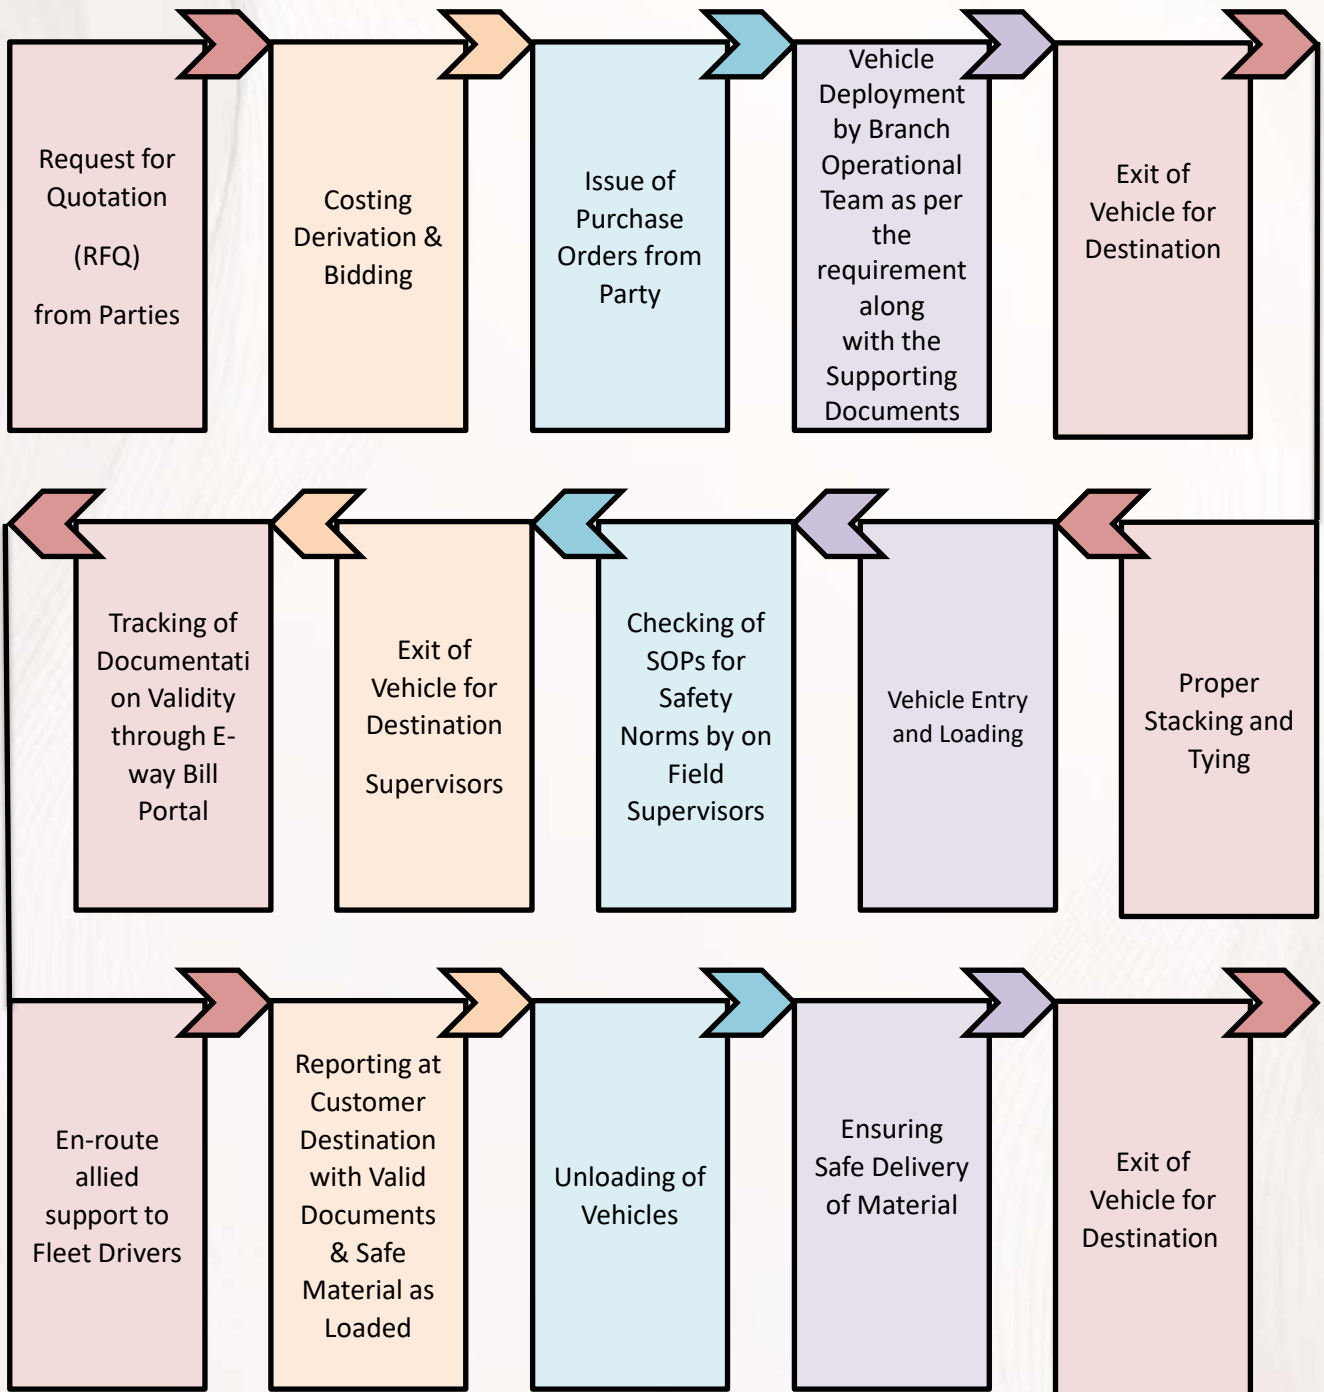 Request for
Quotation
(RFQ)
from Parties
Costing
Derivation &
Bidding
Issue of
Purchase
Orders from
Party
Vehicle
Deployment
by Branch
Operational
Team as per
the
requirement
along
with the
Supporting
Documents
Exit of
Vehicle for
Destination
Proper
Stacking and
Tying
Vehicle Entry
and Loading
Checking of
SOPs for
Safety
Norms by on
Field
Supervisors
Exit of
Vehicle for
Destination
Supervisors
Tracking of
Documentati
on Validity
through E-
way Bill
Portal
En-route
allied
support to
Fleet Drivers
Reporting at
Customer
Destination
with Valid
Documents
& Safe
Material as
Loaded
Unloading of
Vehicles
Ensuring
Safe Delivery
of Material
Exit of
Vehicle for
Destination